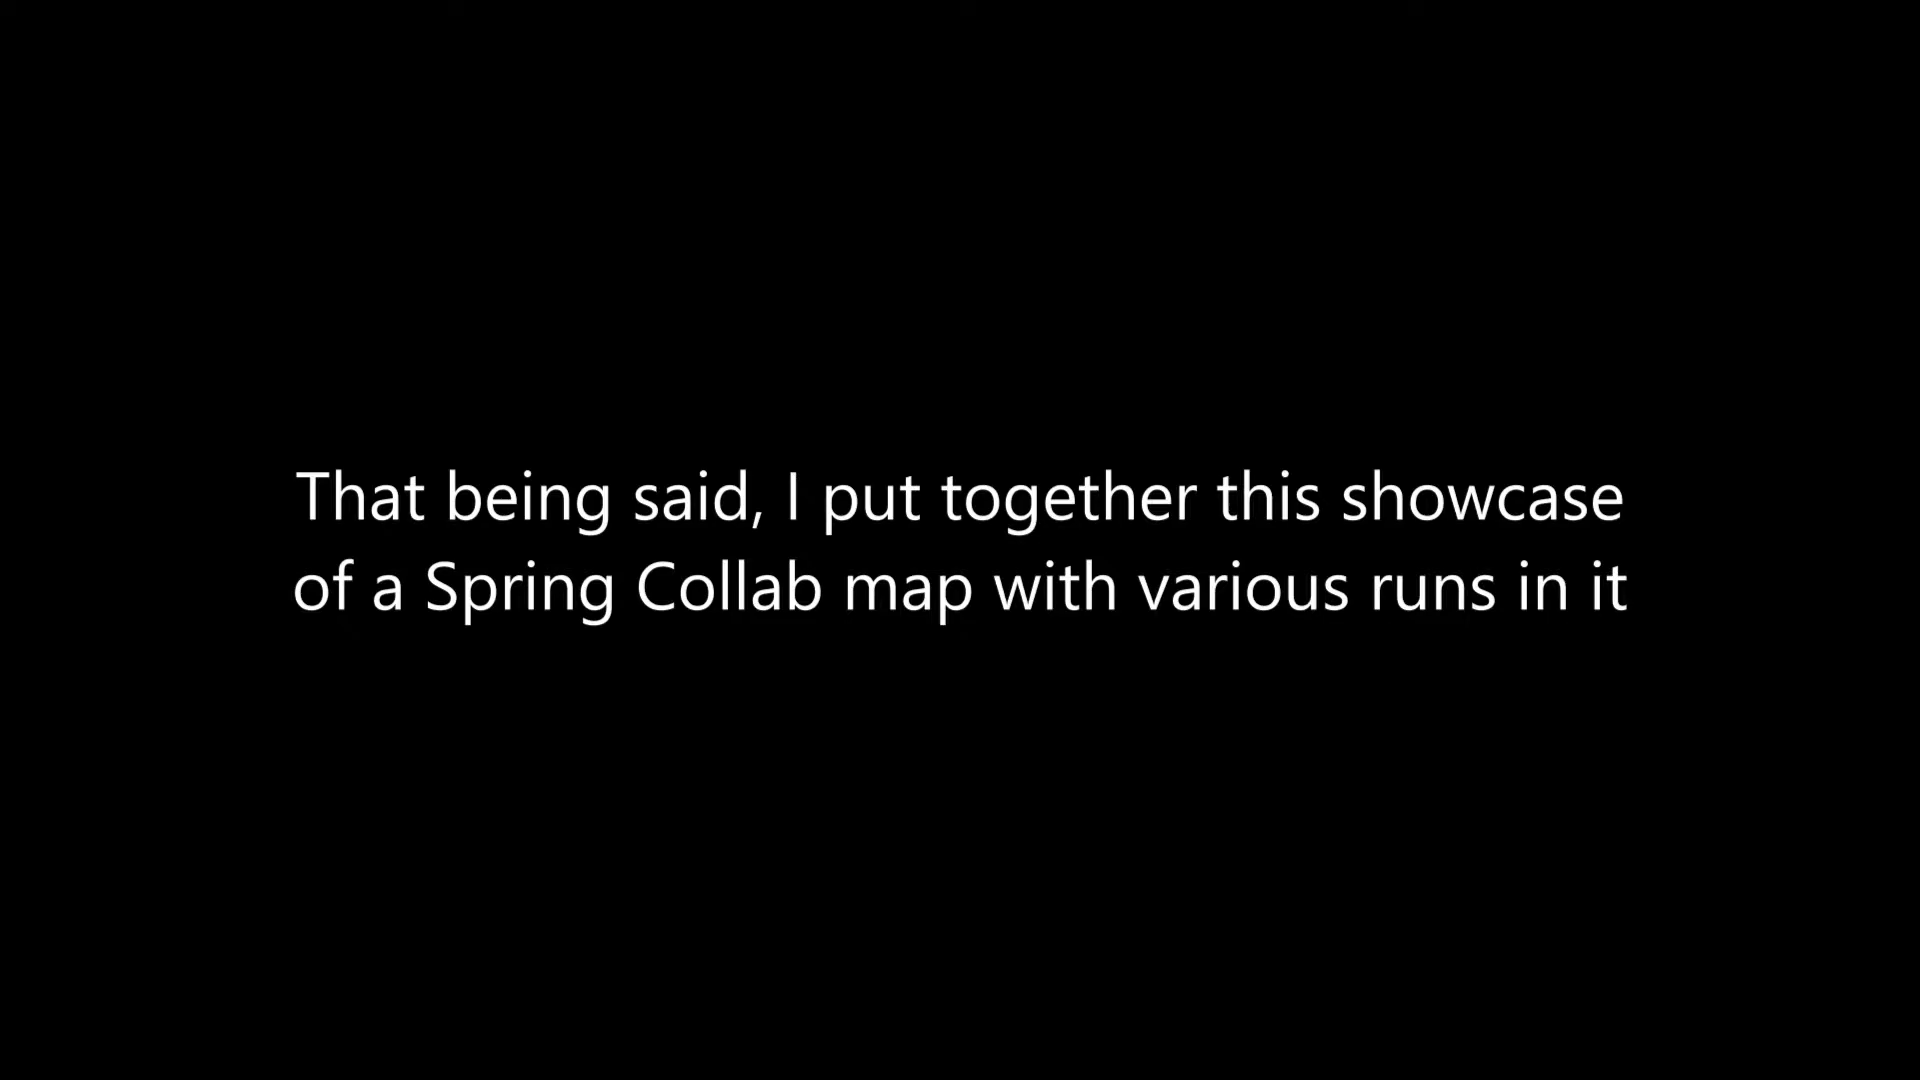 That being said, I put together this showcase
of a Spring Collab map with various runs in it